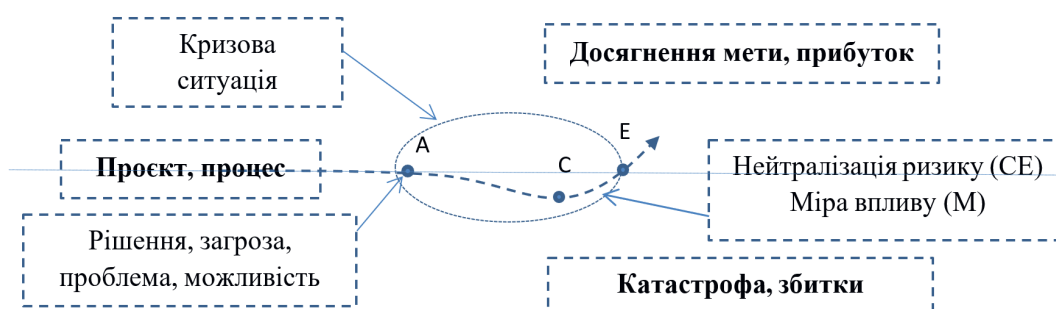 Кризова
ситуація
Досягнення мети, прибуток
A
E
Проєкт, процес
C
Нейтралізація ризику (CE)
Міра впливу (M)
Рішення, загроза,
проблема, можливість
Катастрофа, збитки